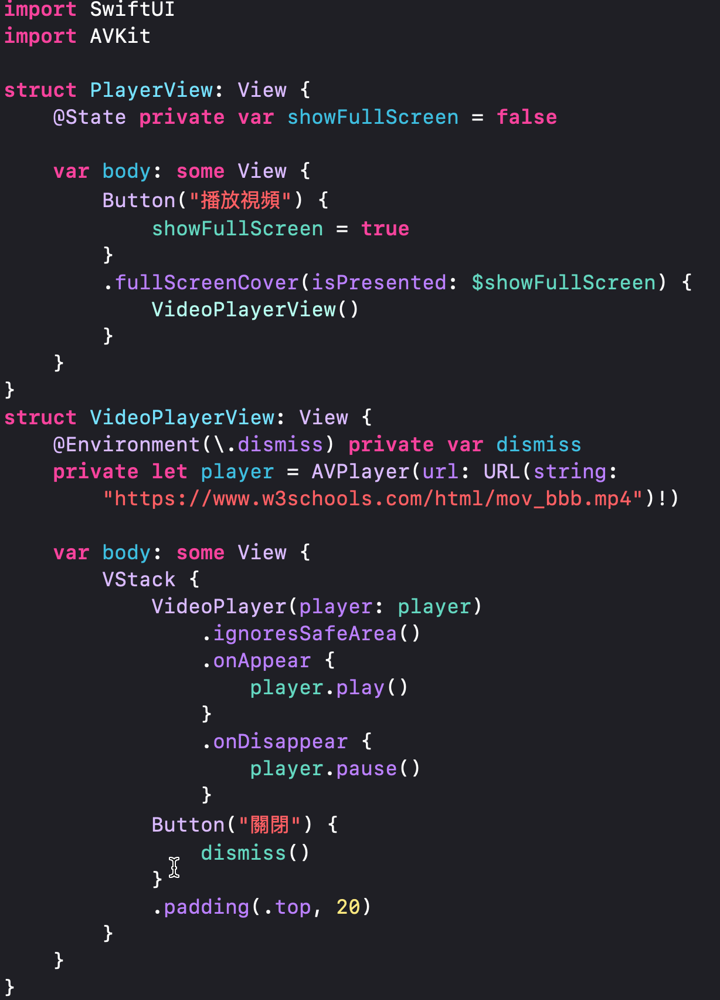 import SwiftUI
import AVKit

struct PlayerView: View {
    @State private var showFullScreen = false

    var body: some View {
        Button("播放視頻") {
            showFullScreen = true
        }
        .fullScreenCover(isPresented: $showFullScreen) {
            VideoPlayerView()
        }
    }
}
struct VideoPlayerView: View {
    @Environment(\.dismiss) private var dismiss
    private let player = AVPlayer(url: URL(string:
        "https://www.w3schools.com/html/mov_bbb.mp4")!)

    var body: some View {
        VStack {
            VideoPlayer(player: player)
                .ignoresSafeArea()
                .onAppear {
                    player.play()
                }
                .onDisappear {
                    player.pause()
                }
            Button("關閉") {
                dismiss()
            }
            .padding(.top, 20)
        }
    }
}